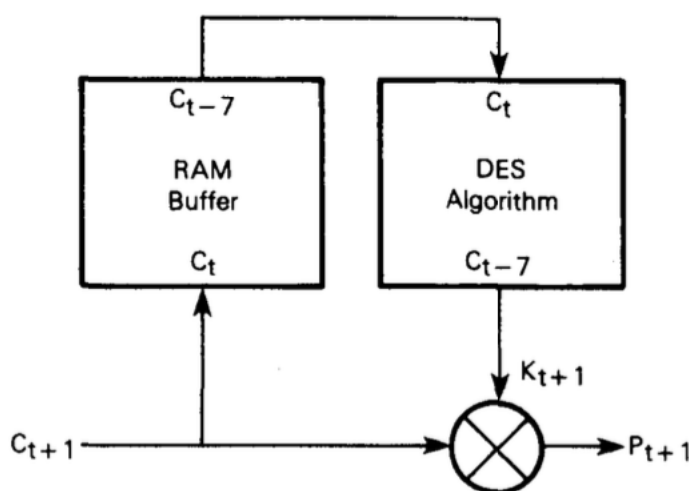 C_{t-7}
RAM
Buffer
C_t
C_t
DES
Algorithm
C_{t-7}
K_{t+1}
C_{t+1}
P_{t+1}